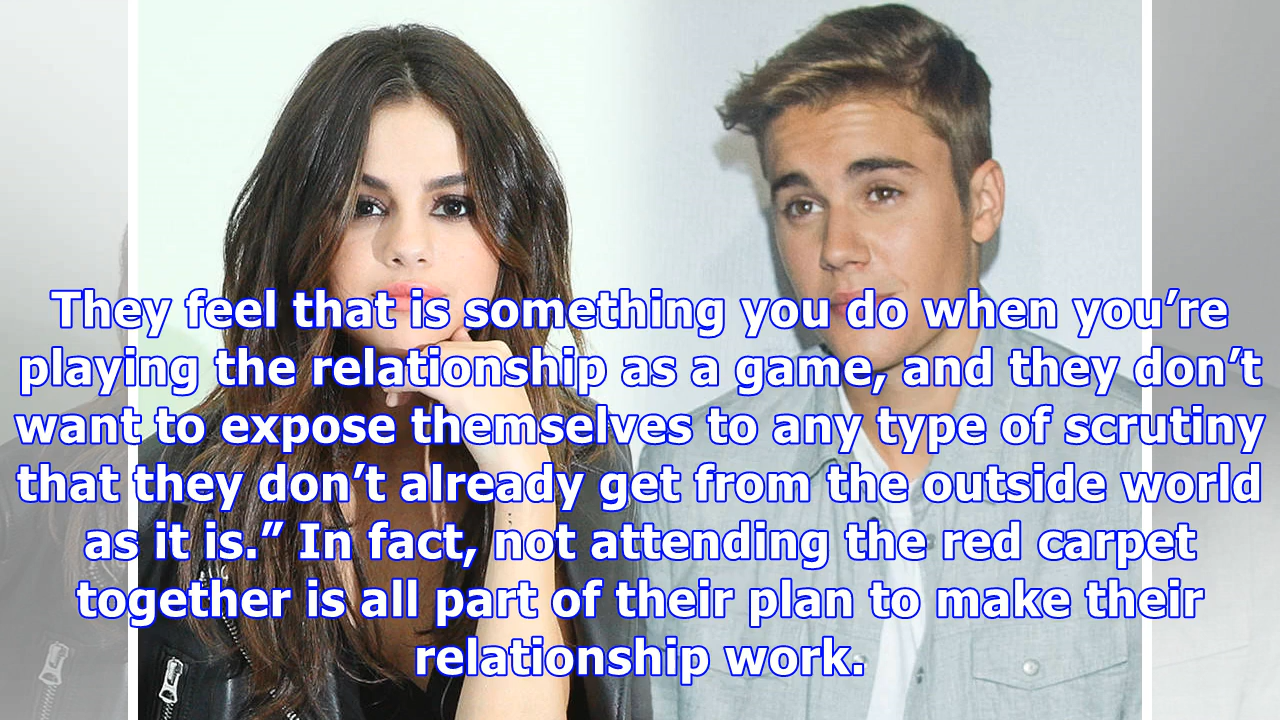 They feel that is something you do when you’re
playing the relationship as a game, and they don’t
want to expose themselves to any type of scrutiny
that they don’t already get from the outside world
as it is.” In fact, not attending the red carpet
together is all part of their plan to make their
relationship work.